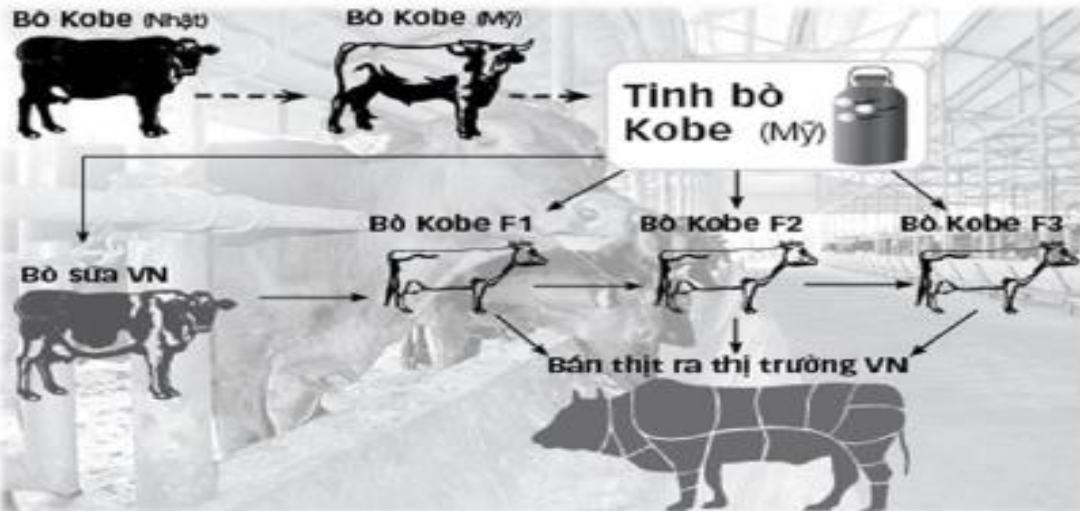 Bò Kobe (Nhật)
Bò Kobe (Mỹ)
Tinh bò
Kobe (Mỹ)
Bò Kobe F1
Bò Kobe F2
Bò Kobe F3
Bò sữa VN
Bán thịt ra thị trường VN